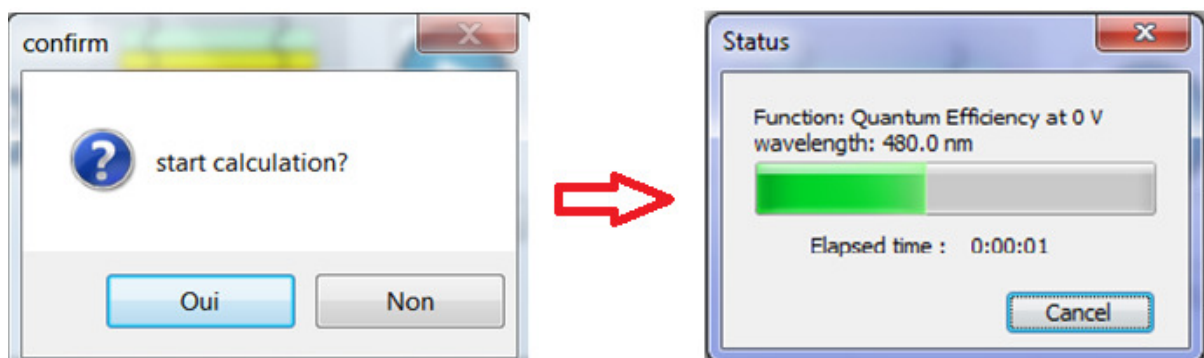 confirm
start calculation?
Oui
Non
Status
Function: Quantum Efficiency at 0 V
wavelength: 480.0 nm
Elapsed time : 0:00:01
Cancel